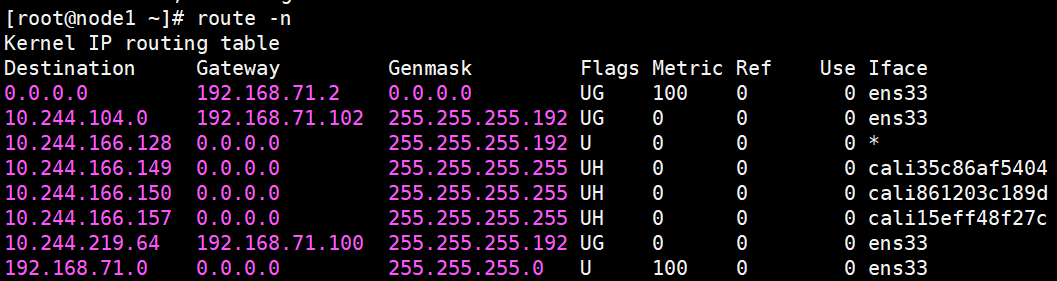 [root@node1 ~]# route -n
Kernel IP routing table
Destination     Gateway         Genmask         Flags Metric Ref    Use Iface
0.0.0.0         192.168.71.2    0.0.0.0         UG    100    0        0 ens33
10.244.104.0    192.168.71.102  255.255.255.192 UG    0      0        0 ens33
10.244.166.128  0.0.0.0         255.255.255.192 U     0      0        0 *
10.244.166.149  0.0.0.0         255.255.255.255 UH    0      0        0 cali35c86af5404
10.244.166.150  0.0.0.0         255.255.255.255 UH    0      0        0 cali861203c189d
10.244.166.157  0.0.0.0         255.255.255.255 UH    0      0        0 cali15eff48f27c
10.244.219.64   192.168.71.100  255.255.255.192 UG    0      0        0 ens33
192.168.71.0    0.0.0.0         255.255.255.0   U     100    0        0 ens33